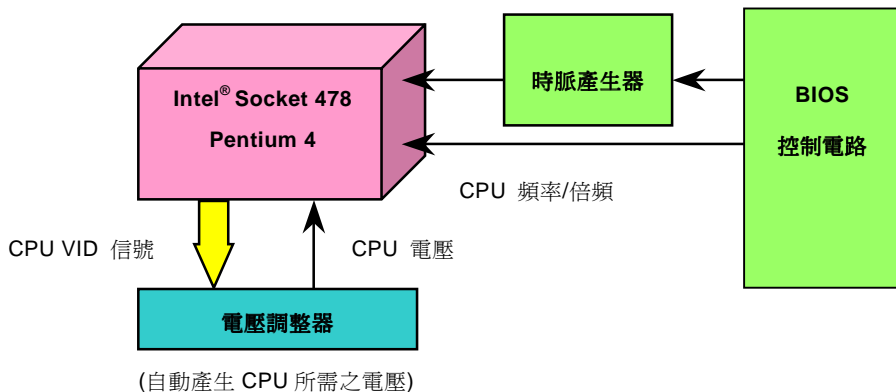 Intel® Socket 478
Pentium 4
時脈產生器
BIOS
控制電路
CPU 頻率/倍頻
CPU VID 信號
CPU 電壓
電壓調整器
(自動產生 CPU 所需之電壓)